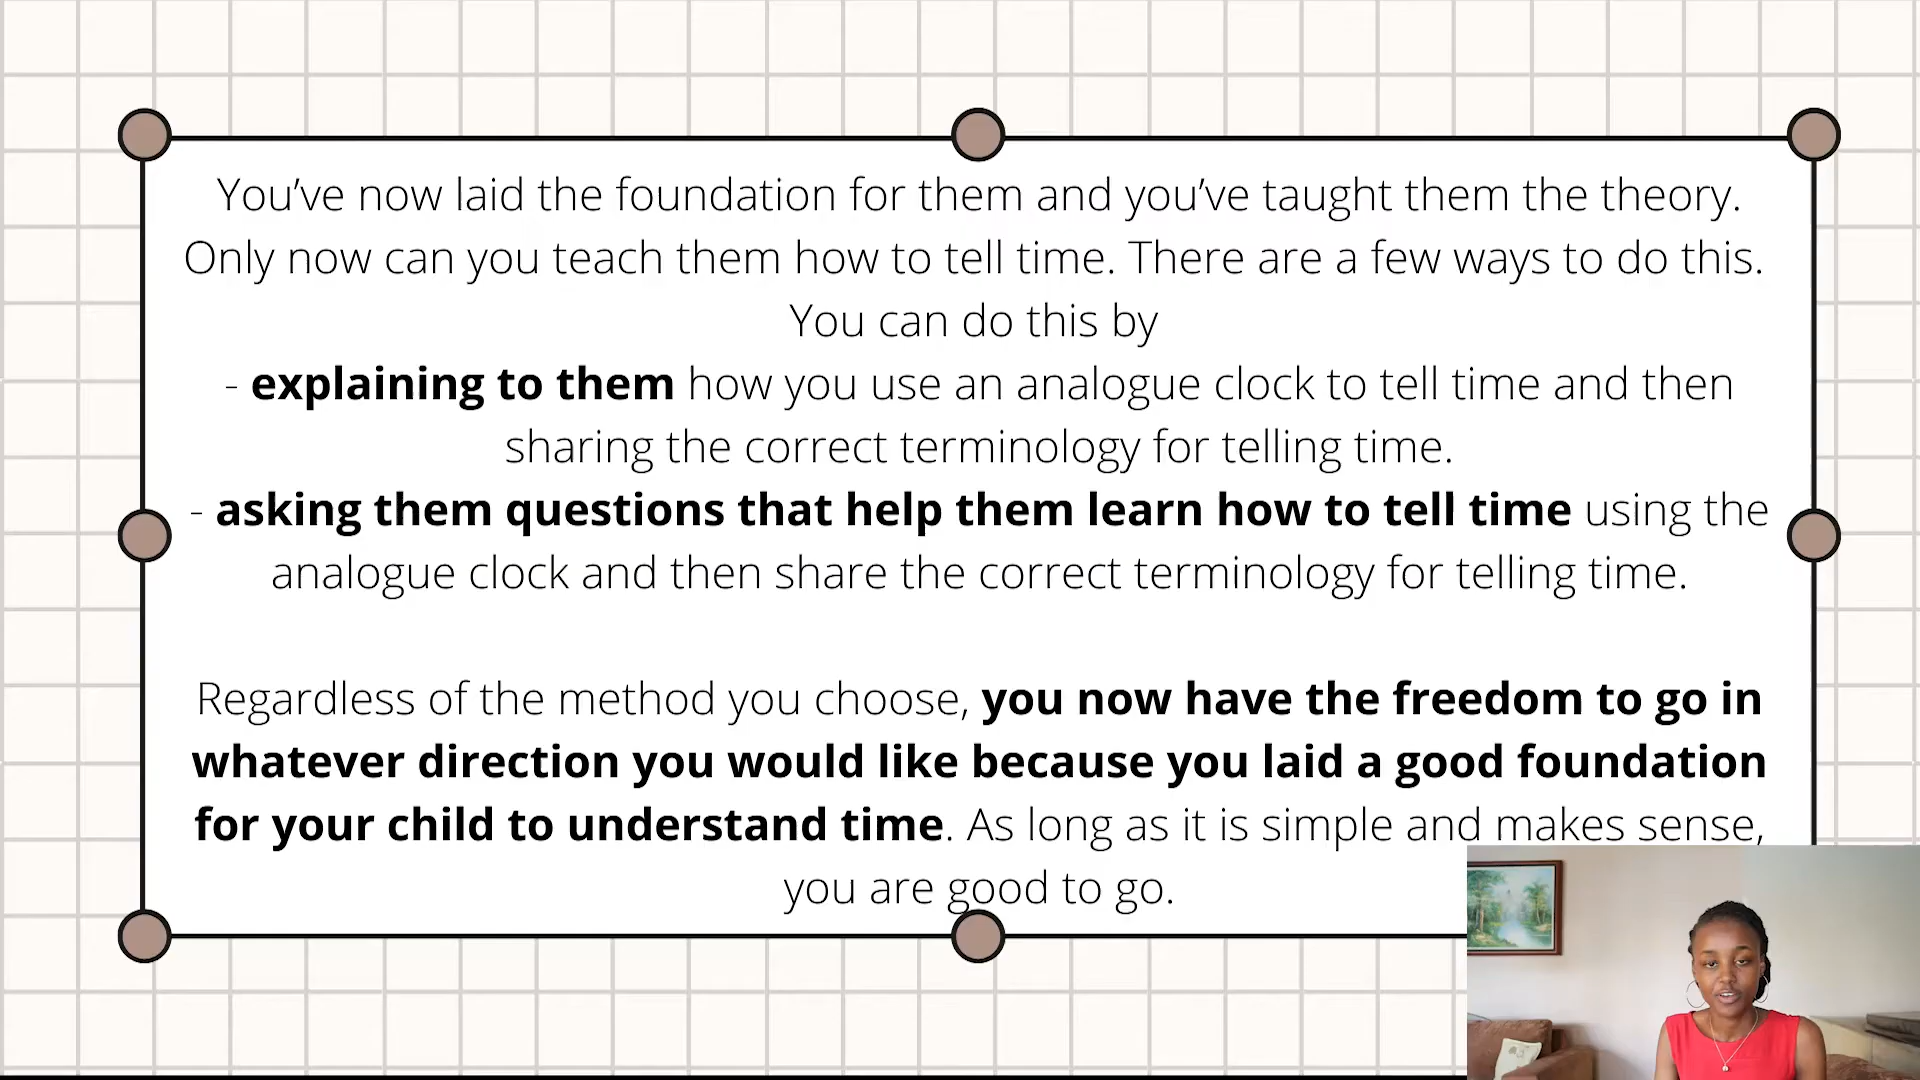 You’ve now laid the foundation for them and you’ve taught them the theory.
Only now can you teach them how to tell time. There are a few ways to do this.
You can do this by
- explaining to them how you use an analogue clock to tell time and then
sharing the correct terminology for telling time.
- asking them questions that help them learn how to tell time using the
analogue clock and then share the correct terminology for telling time.
Regardless of the method you choose, you now have the freedom to go in
whatever direction you would like because you laid a good foundation
for your child to understand time. As long as it is simple and makes sense,
you are good to go.